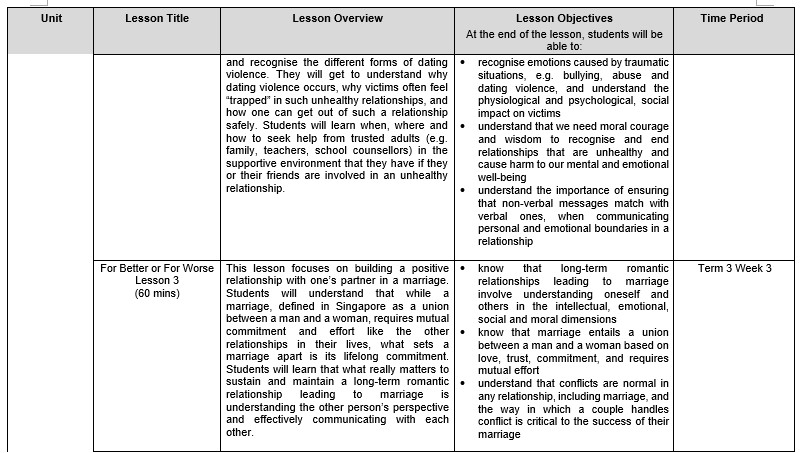 Unit
Lesson Title
Lesson Overview
Lesson Objectives
At the end of the lesson, students will be
able to:
Time Period
and recognise the different forms of dating
violence. They will get to understand why
dating violence occurs, why victims often feel
“trapped” in such unhealthy relationships, and
how one can get out of such a relationship
safely. Students will learn when, where and
how to seek help from trusted adults (e.g.
family, teachers, school counsellors) in the
supportive environment that they have if they
or their friends are involved in an unhealthy
relationship.
• recognise emotions caused by traumatic
situations, e.g. bullying, abuse and
dating violence, and understand the
physiological and psychological, social
impact on victims
• understand that we need moral courage
and wisdom to recognise and end
relationships that are unhealthy and
cause harm to our mental and emotional
well-being
• understand the importance of ensuring
that non-verbal messages match with
verbal ones, when communicating
personal and emotional boundaries in a
relationship
For Better or For Worse
Lesson 3
(60 mins)
This lesson focuses on building a positive
relationship with one’s partner in a marriage.
Students will understand that while a
marriage, defined in Singapore as a union
between a man and a woman, requires mutual
commitment and effort like the other
relationships in their lives, what sets a
marriage apart is its lifelong commitment.
Students will learn that what really matters to
sustain and maintain a long-term romantic
relationship leading to marriage is
understanding the other person’s perspective
and effectively communicating with each
other.
• know that long-term romantic
relationships leading to marriage
involve understanding oneself and
others in the intellectual, emotional,
social and moral dimensions
• know that marriage entails a union
between a man and a woman based on
love, trust, commitment, and requires
mutual effort
• understand that conflicts are normal in
any relationship, including marriage, and
the way in which a couple handles
conflict is critical to the success of their
marriage
Term 3 Week 3